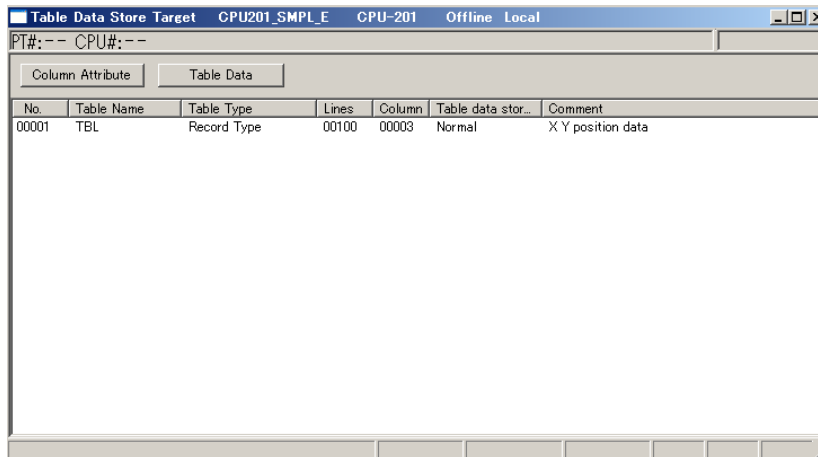 Table Data Store Target CPU201_SMPL_E CPU-201 Offline Local
PT#:-- CPU#:--
Column Attribute Table Data
No. Table Name Table Type Lines Column Table data stor... Comment
00001 TBL Record Type 00100 00003 Normal X Y position data